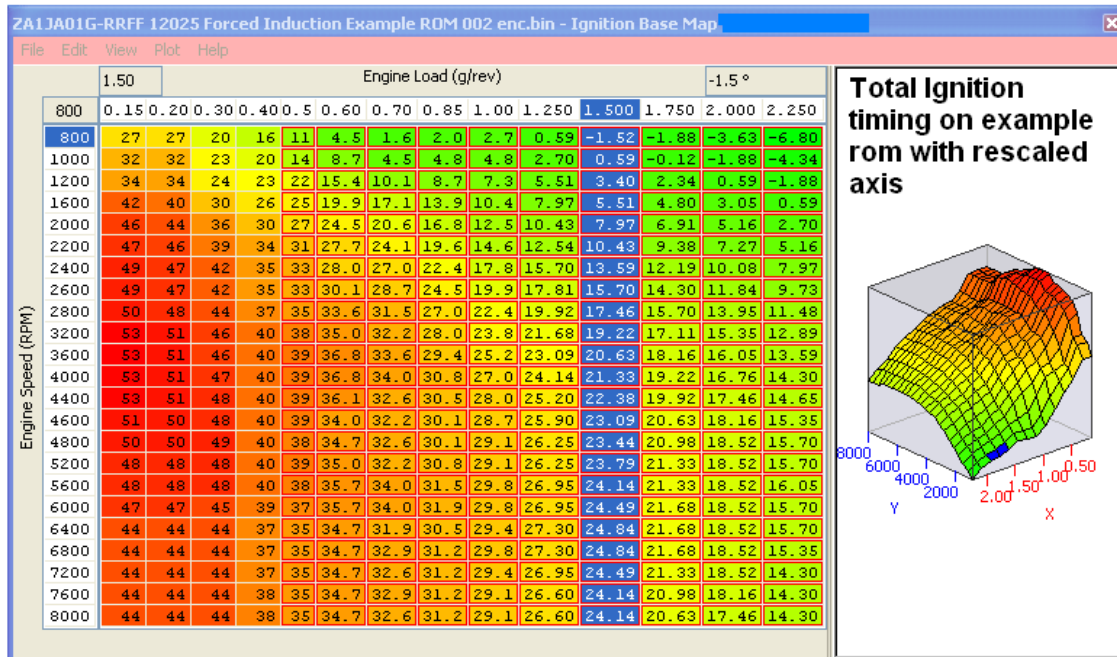 ZA1JA01G-RRFF 12025 Forced Induction Example ROM 002 enc.bin - Ignition Base Map
File Edit View Plot Help
1.50 Engine Load (g/rev) -1.5 °
800 0.15 0.20 0.30 0.40 0.5 0.60 0.70 0.85 1.00 1.250 1.500 1.750 2.000 2.250
800 27 27 20 16 11 4.5 1.6 2.0 2.7 0.59 -1.52 -1.88 -3.63 -6.80
1000 32 32 23 20 14 8.7 4.5 4.8 4.8 2.70 0.59 -0.12 -1.88 -4.34
1200 34 34 24 23 22 15.4 10.1 8.7 7.3 5.51 3.40 2.34 0.59 -1.88
1600 42 40 30 26 25 19.9 17.1 13.9 10.4 7.97 5.51 4.80 3.05 0.59
2000 46 44 36 30 27 24.5 20.6 16.8 12.5 10.43 7.97 6.91 5.16 2.70
2200 47 46 39 34 31 27.7 24.1 19.6 14.6 12.54 10.43 9.38 7.27 5.16
2400 49 47 42 35 33 28.0 27.0 22.4 17.8 15.70 13.59 12.19 10.08 7.97
2600 49 47 42 35 33 30.1 28.7 24.5 19.9 17.81 15.70 14.30 11.84 9.73
2800 50 48 44 37 35 33.6 31.5 27.0 22.4 19.92 17.46 15.70 13.95 11.48
3200 53 51 46 40 38 35.0 32.2 28.0 23.8 21.68 19.22 17.11 15.35 12.89
3600 53 51 46 40 39 36.8 33.6 29.4 25.2 23.09 20.63 18.16 16.05 13.59
4000 53 51 47 40 39 36.8 34.0 30.8 27.0 24.14 21.33 19.22 16.76 14.30
4400 53 51 48 40 39 36.1 32.6 30.5 28.0 25.20 22.38 19.92 17.46 14.65
4600 51 50 48 40 39 34.0 32.2 30.1 28.7 25.90 23.09 20.63 18.16 15.35
4800 50 50 49 40 38 34.7 32.6 30.1 29.1 26.25 23.44 20.98 18.52 15.70
5200 48 48 48 40 39 35.0 32.2 30.8 29.1 26.25 23.79 21.33 18.52 15.70
5600 48 48 48 40 38 35.7 34.0 31.5 29.8 26.95 24.14 21.33 18.52 16.05
6000 47 47 45 39 37 35.7 34.0 31.9 29.8 26.95 24.49 21.68 18.52 15.70
6400 44 44 44 37 35 34.7 31.9 30.5 29.4 27.30 24.84 21.68 18.52 15.70
6800 44 44 44 37 35 34.7 32.9 31.2 29.8 27.30 24.84 21.68 18.52 15.35
7200 44 44 44 37 35 34.7 32.6 31.2 29.4 26.95 24.49 21.33 18.52 14.30
7600 44 44 44 38 35 34.7 32.9 31.2 29.1 26.60 24.14 20.98 18.16 14.30
8000 44 44 44 38 35 34.7 32.6 31.2 29.1 26.60 24.14 20.63 17.46 14.30
Engine Speed (RPM)
Total Ignition
timing on example
rom with rescaled
axis
8000 6000 4000 2000
Y
2.00 1.50 1.00 0.50
X